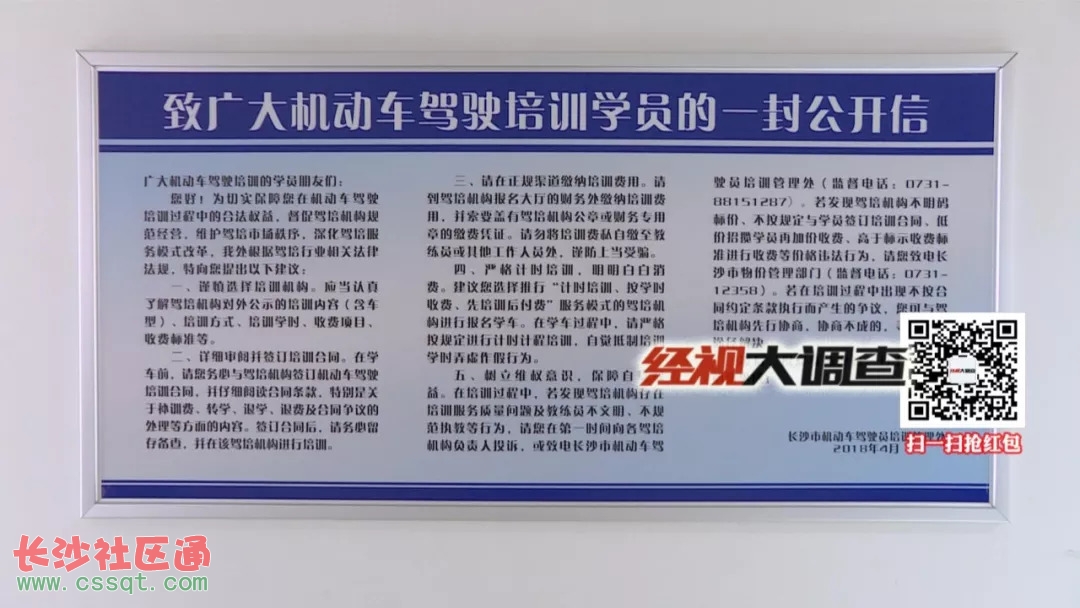 致广大机动车驾驶培训学员的一封公开信
广大机动车驾驶培训的学员朋友们：
您好！为切实保障您在机动车驾驶
培训过程中的合法权益，督促驾培机构规
范经营，维护驾培市场秩序，深化驾培服
务模式改革，我处根据驾培行业相关法律
法规，特向您提出以下建议：
一、谨慎选择培训机构。应当认真
了解驾培机构对外公示的培训内容（含车
型）、培训方式、培训学时、收费项目、
收费标准等。
二、详细审阅并签订培训合同。在学
车前，请您务必与驾培机构签订机动车驾驶
培训合同，并仔细阅读合同条款，特别是关
于补训费、转学、退学、退费及合同争议的
处理等方面的内容。签订合同后，请务必留
存备查，并在该驾培机构进行培训。
三、请在正规渠道缴纳培训费用。请
到驾培机构报名大厅的财务处缴纳培训费
用，并索要盖有驾培机构公章或财务专用
章的缴费凭证。请勿将培训费私自缴至教
练员或其他工作人员处，谨防上当受骗。
四、严格计时培训，明明白白消
费。建议您选择推行“计时培训、按学时
收费、先培训后付费”服务模式的驾培机
构进行报名学车。在学车过程中，请严格
按规定进行计时计程培训，自觉抵制培训
学时弄虚作假行为。
五、树立维权意识，保障自
益。在培训过程中，若发现驾培机构存在
培训服务质量问题及教练员不文明、不规
范执教等行为，请您在第一时间向各驾培
机构负责人投诉，或致电长沙市机动车驾
驶员培训管理处（监督电话：0731-
88151287）。若发现驾培机构不明码
标价、不按规定与学员签订培训合同、低
价招揽学员再加价收费、高于标示收费标
准进行收费等价格违法行为，请您致电长
沙市物价管理部门（监督电话：0731-
12358）。若在培训过程中出现不按合
同约定条款执行而产生的争议，您可与驾
培机构先行协商，协商不成的，
经视大调查
扫一扫抢红包
长沙市机动车驾驶员培训管理处
2018年4月
长沙社区通
www.cssqt.com